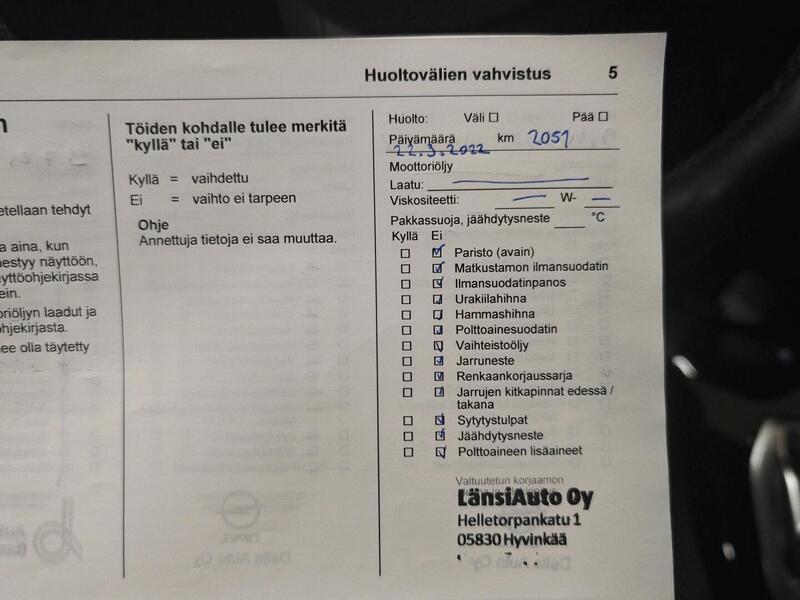 Huoltovälien vahvistus 5
etellaan tehdyt
a aina, kun
nestyy näyttöön,
yttöohjekirjassa
ein.
oriöljyn laadut ja
ohjekirjasta.
ee olla täytetty
Töiden kohdalle tulee merkitä
"kyllä" tai "ei"
Kyllä = vaihdettu
Ei = vaihto ei tarpeen
Ohje
Annettuja tietoja ei saa muuttaa.
Huolto: Väli ☐ Pää ☐
Päivämäärä km 2051
22.3.2022
Moottoriöljy
Laatu:
Viskositeetti: — W- —
Pakkassuoja, jäähdytysneste °C
Kyllä Ei
Paristo (avain)
Matkustamon ilmansuodatin
Ilmansuodatinpanos
Urakiilahihna
Hammashihna
Polttoainesuodatin
Vaihteistoöljy
Jarruneste
Renkaankorjaussarja
Jarrujen kitkapinnat edessä /
takana
Sytytystulpat
Jäähdytysneste
Polttoaineen lisäaineet
Valtuutetun korjaamon
LänsiAuto Oy
Helletorpankatu 1
05830 Hyvinkää